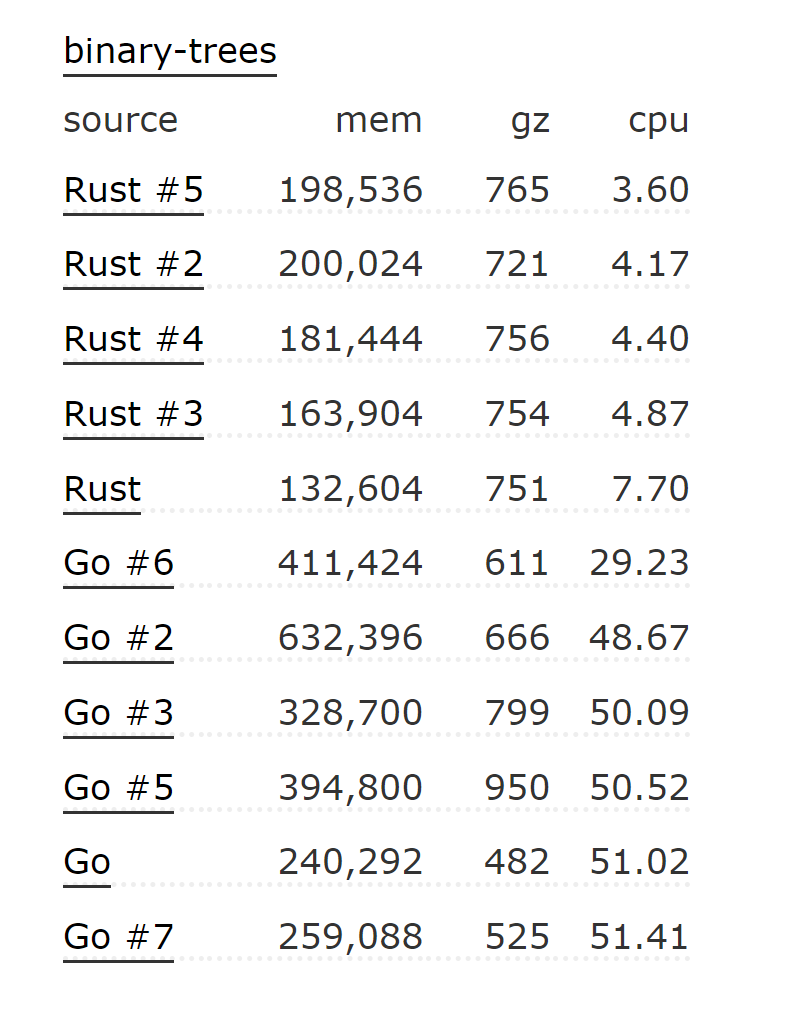 binary-trees
source mem gz cpu
Rust #5 198,536 765 3.60
Rust #2 200,024 721 4.17
Rust #4 181,444 756 4.40
Rust #3 163,904 754 4.87
Rust 132,604 751 7.70
Go #6 411,424 611 29.23
Go #2 632,396 666 48.67
Go #3 328,700 799 50.09
Go #5 394,800 950 50.52
Go 240,292 482 51.02
Go #7 259,088 525 51.41